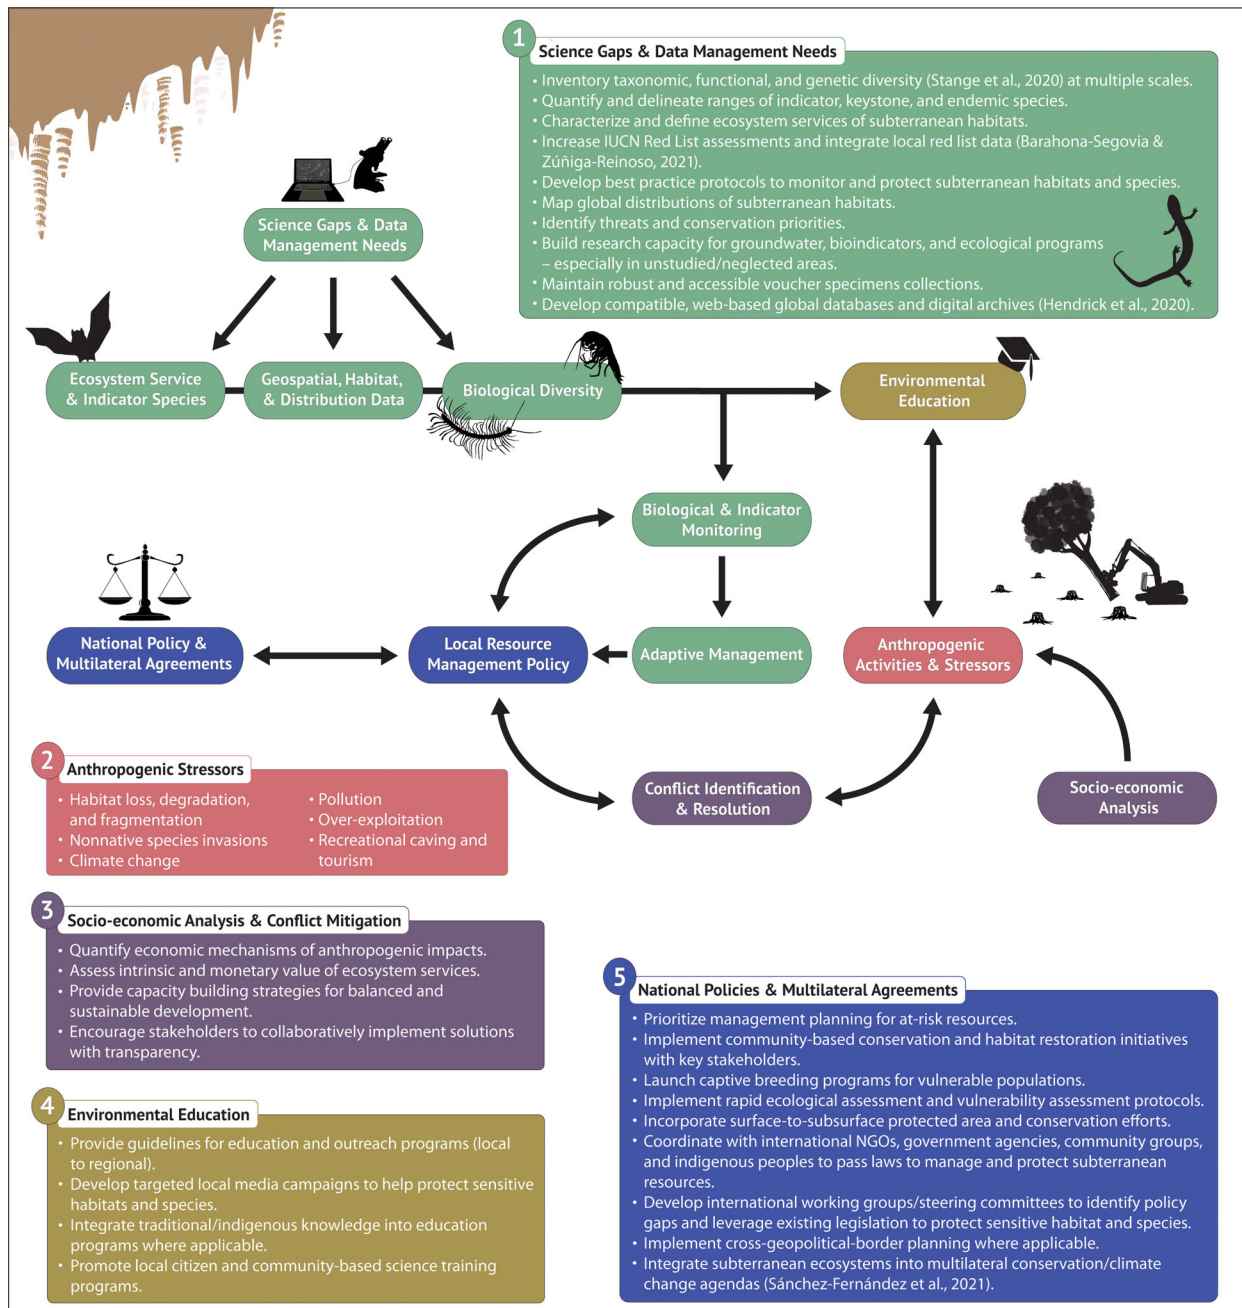 1
Science Gaps & Data Management Needs
• Inventory taxonomic, functional, and genetic diversity (Stange et al., 2020) at multiple scales.
• Quantify and delineate ranges of indicator, keystone, and endemic species.
• Characterize and define ecosystem services of subterranean habitats.
• Increase IUCN Red List assessments and integrate local red list data (Barahona-Segovia &
Zúñiga-Reinoso, 2021).
• Develop best practice protocols to monitor and protect subterranean habitats and species.
• Map global distributions of subterranean habitats.
• Identify threats and conservation priorities.
• Build research capacity for groundwater, bioindicators, and ecological programs
– especially in unstudied/neglected areas.
• Maintain robust and accessible voucher specimens collections.
• Develop compatible, web-based global databases and digital archives (Hendrick et al., 2020).
Science Gaps & Data
Management Needs
Ecosystem Service
& Indicator Species
Geospatial, Habitat,
& Distribution Data
Biological Diversity
Environmental
Education
Biological & Indicator
Monitoring
National Policy &
Multilateral Agreements
Local Resource
Management Policy
Adaptive Management
Anthropogenic
Activities & Stressors
Conflict Identification
& Resolution
Socio-economic
Analysis
2
Anthropogenic Stressors
• Habitat loss, degradation,
and fragmentation
• Nonnative species invasions
• Climate change
• Pollution
• Over-exploitation
• Recreational caving and
tourism
3
Socio-economic Analysis & Conflict Mitigation
• Quantify economic mechanisms of anthropogenic impacts.
• Assess intrinsic and monetary value of ecosystem services.
• Provide capacity building strategies for balanced and
sustainable development.
• Encourage stakeholders to collaboratively implement solutions
with transparency.
4
Environmental Education
• Provide guidelines for education and outreach programs (local
to regional).
• Develop targeted local media campaigns to help protect sensitive
habitats and species.
• Integrate traditional/indigenous knowledge into education
programs where applicable.
• Promote local citizen and community-based science training
programs.
5
National Policies & Multilateral Agreements
• Prioritize management planning for at-risk resources.
• Implement community-based conservation and habitat restoration initiatives
with key stakeholders.
• Launch captive breeding programs for vulnerable populations.
• Implement rapid ecological assessment and vulnerability assessment protocols.
• Incorporate surface-to-subsurface protected area and conservation efforts.
• Coordinate with international NGOs, government agencies, community groups,
and indigenous peoples to pass laws to manage and protect subterranean
resources.
• Develop international working groups/steering committees to identify policy
gaps and leverage existing legislation to protect sensitive habitat and species.
• Implement cross-geopolitical-border planning where applicable.
• Integrate subterranean ecosystems into multilateral conservation/climate
change agendas (Sánchez-Fernández et al., 2021).